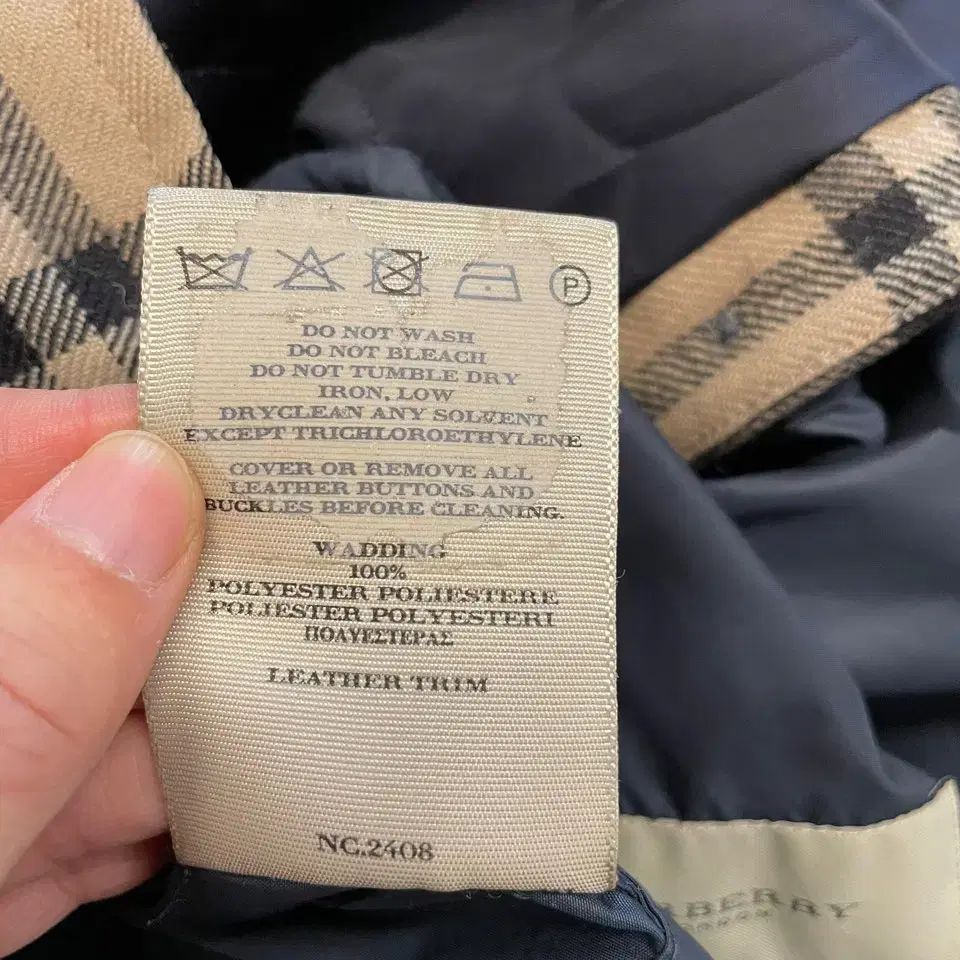 P
DO NOT WASH
DO NOT BLEACH
DO NOT TUMBLE DRY
IRON, LOW
DRYCLEAN ANY SOLVENT
EXCEPT TRICHLOROETHYLENE
COVER OR REMOVE ALL
LEATHER BUTTONS AND
BUCKLES BEFORE CLEANING.
WADDING
100%
POLYESTER POLIESTERE
POLIESTER POLYESTERI
ΠΟΛΥΕΣΤΕΡΑΣ
LEATHER TRIM
NC.2408
RBERRY